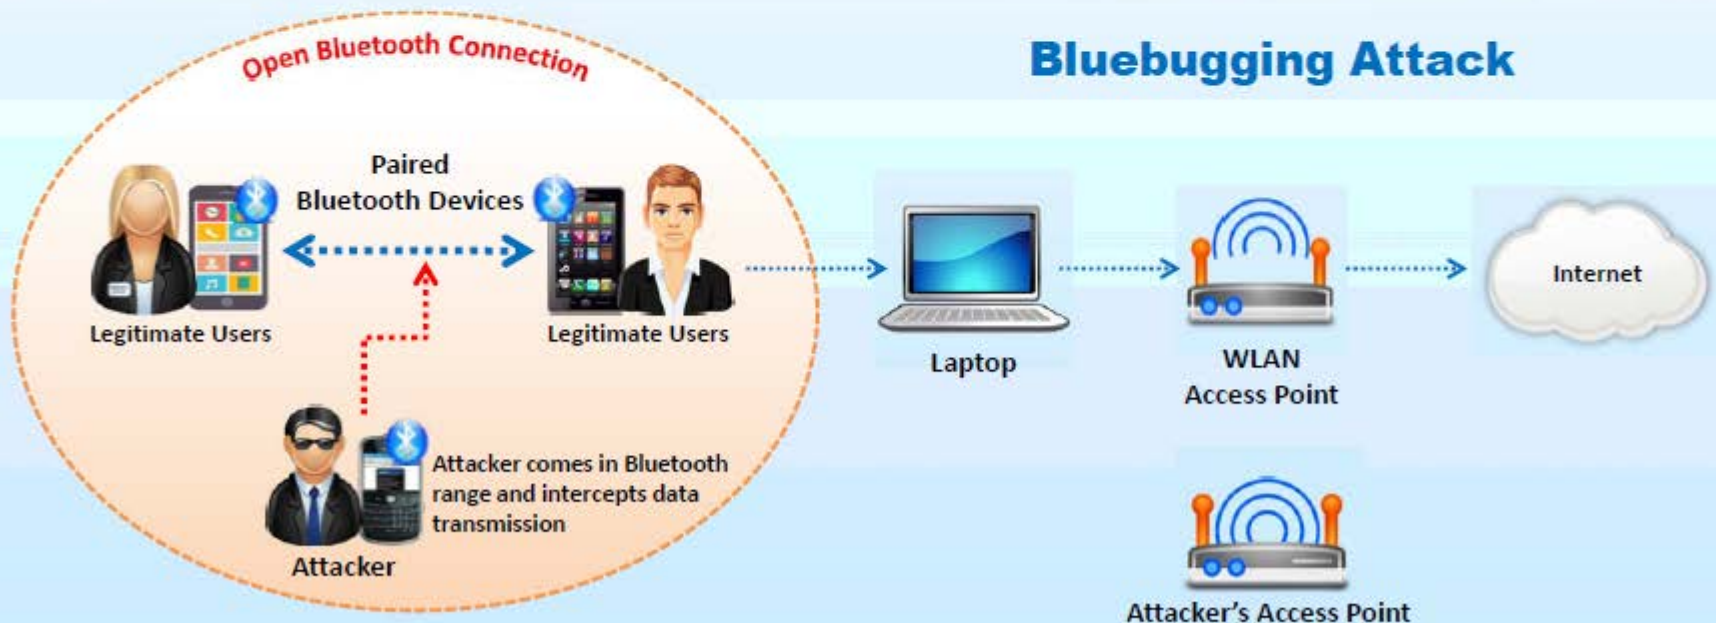 Open Bluetooth Connection
Bluebugging Attack
Paired
Bluetooth Devices
Legitimate Users
Legitimate Users
Laptop
WLAN
Access Point
Internet
Attacker comes in Bluetooth
range and intercepts data
transmission
Attacker
Attacker's Access Point